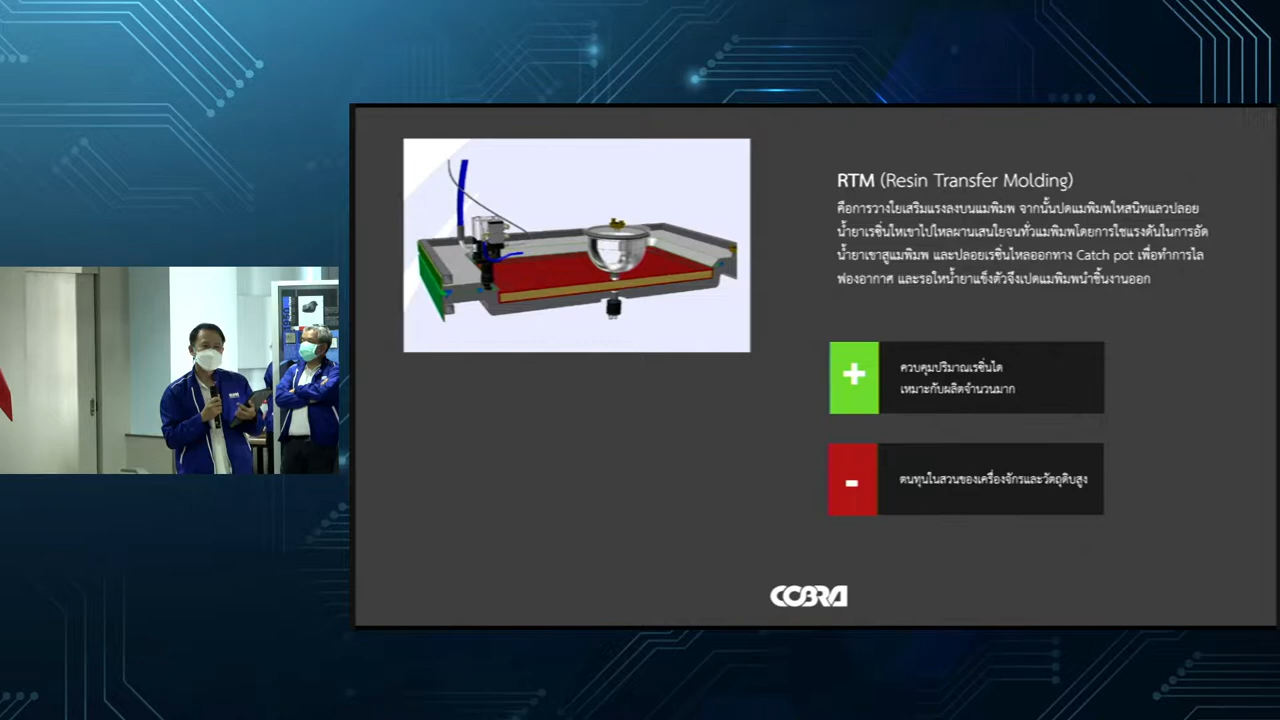 RTM (Resin Transfer Molding)
คือการวางใยเสริมแรงลงบนแมพิมพ จากนั้นปดแมพิมพใหสนิทแลวปลอย
น้ำยาเรซิ่นใหเขาไปไหลผานเสนใยจนทั่วแมพิมพโดยการใชแรงดันในการอัด
น้ำยาเขาสูแมพิมพ และปลอยเรซิ่นไหลออกทาง Catch pot เพื่อทำการไล
ฟองอากาศ และรอใหน้ำยาแข็งตัวจึงเปดแมพิมพนำชิ้นงานออก
+
ควบคุมปริมาณเรซิ่นได
เหมาะกับผลิตจำนวนมาก
-
ตนทุนในสวนของเครื่องจักรและวัตถุดิบสูง
COBRA